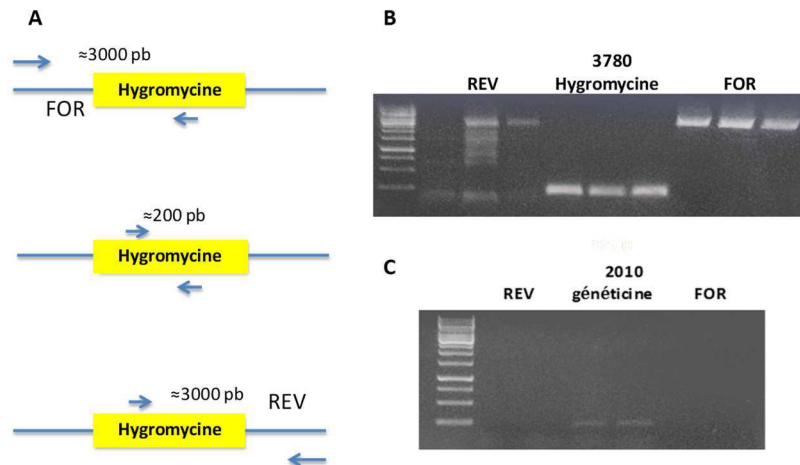 A
≈3000 pb
Hygromycine
FOR
≈200 pb
Hygromycine
≈3000 pb
REV
Hygromycine
B
3780
REV Hygromycine FOR
C
2010
REV généticine FOR